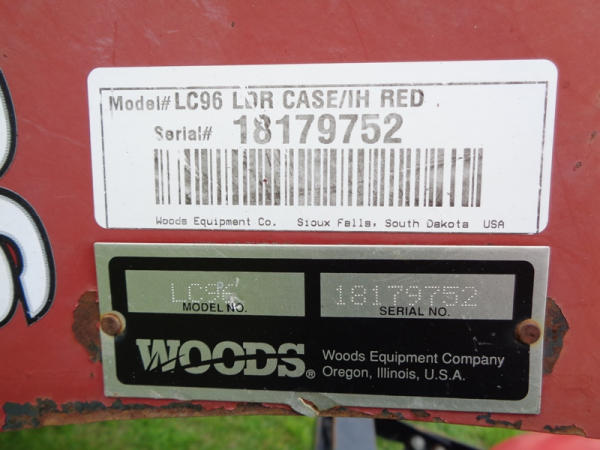 Model# LC96 LDR CASE/IH RED
Serial# 18179752
Woods Equipment Co. Sioux Falls, South Dakota USA
LC96 18179752
MODEL NO. SERIAL NO.
WOODS® Woods Equipment Company
Oregon, Illinois, U.S.A.